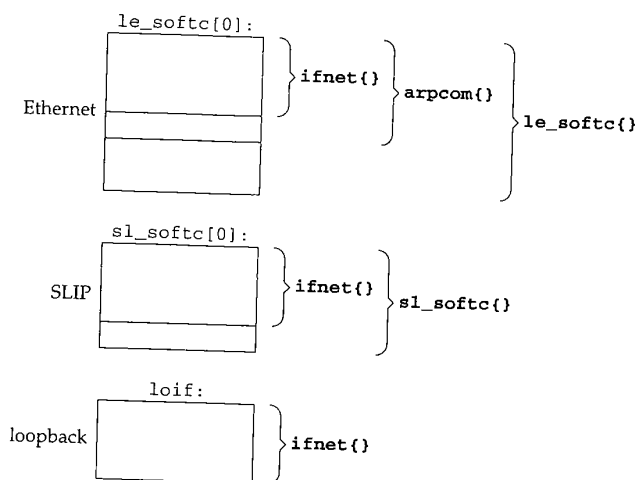 le_softc[0]:
Ethernet
ifnet{}
arpcom{}
le_softc{}
sl_softc[0]:
SLIP
ifnet{}
sl_softc{}
loif:
loopback
ifnet{}